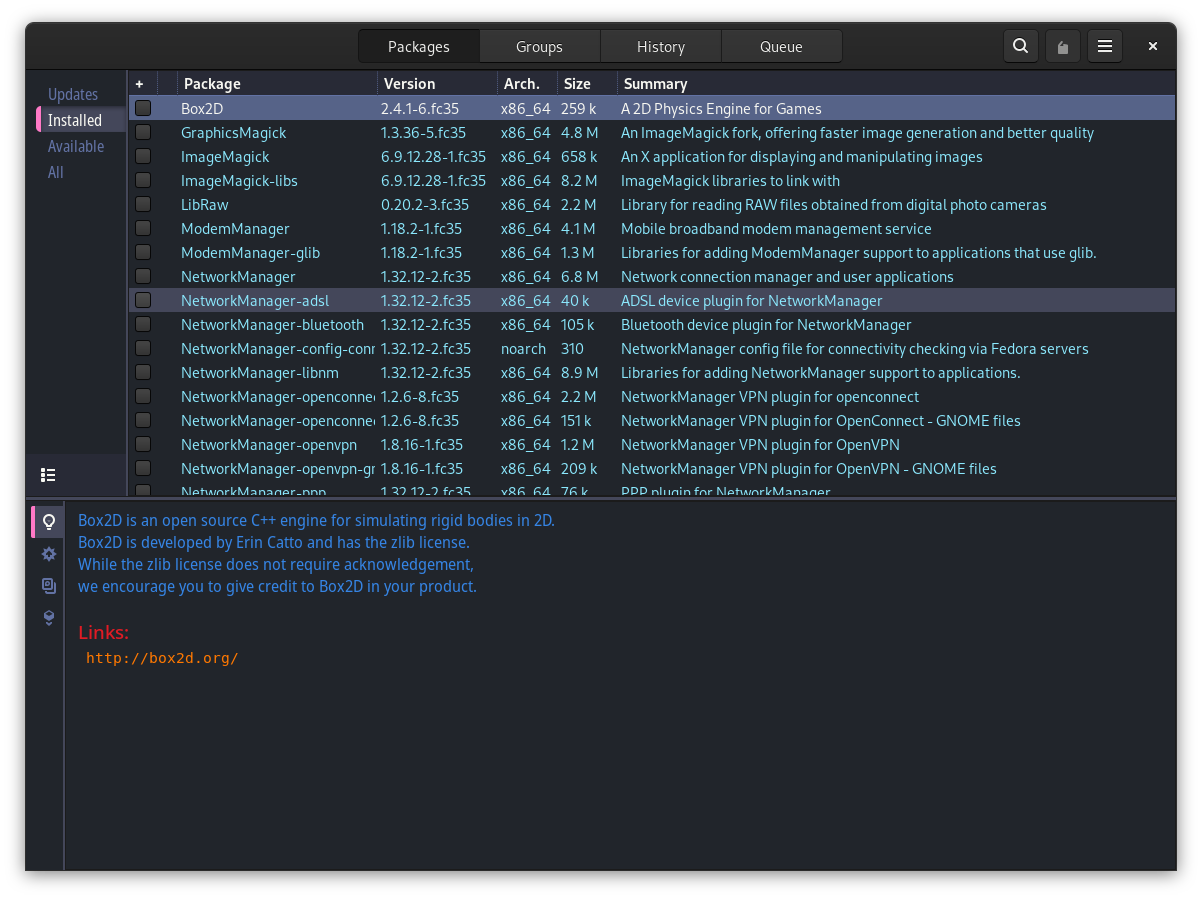 Packages Groups History Queue
Updates
Installed
Available
All
+ Package Version Arch. Size Summary
Box2D 2.4.1-6.fc35 x86_64 259 k A 2D Physics Engine for Games
GraphicsMagick 1.3.36-5.fc35 x86_64 4.8 M An ImageMagick fork, offering faster image generation and better quality
ImageMagick 6.9.12.28-1.fc35 x86_64 658 k An X application for displaying and manipulating images
ImageMagick-libs 6.9.12.28-1.fc35 x86_64 8.2 M ImageMagick libraries to link with
LibRaw 0.20.2-3.fc35 x86_64 2.2 M Library for reading RAW files obtained from digital photo cameras
ModemManager 1.18.2-1.fc35 x86_64 4.1 M Mobile broadband modem management service
ModemManager-glib 1.18.2-1.fc35 x86_64 1.3 M Libraries for adding ModemManager support to applications that use glib.
NetworkManager 1.32.12-2.fc35 x86_64 6.8 M Network connection manager and user applications
NetworkManager-adsl 1.32.12-2.fc35 x86_64 40 k ADSL device plugin for NetworkManager
NetworkManager-bluetooth 1.32.12-2.fc35 x86_64 105 k Bluetooth device plugin for NetworkManager
NetworkManager-config-conn 1.32.12-2.fc35 noarch 310 NetworkManager config file for connectivity checking via Fedora servers
NetworkManager-libnm 1.32.12-2.fc35 x86_64 8.9 M Libraries for adding NetworkManager support to applications.
NetworkManager-openconnec 1.2.6-8.fc35 x86_64 2.2 M NetworkManager VPN plugin for openconnect
NetworkManager-openconnec 1.2.6-8.fc35 x86_64 151 k NetworkManager VPN plugin for OpenConnect - GNOME files
NetworkManager-openvpn 1.8.16-1.fc35 x86_64 1.2 M NetworkManager VPN plugin for OpenVPN
NetworkManager-openvpn-gn 1.8.16-1.fc35 x86_64 209 k NetworkManager VPN plugin for OpenVPN - GNOME files
NetworkManager-ppp 1.32.12-2.fc35 x86_64 76 k PPP plugin for NetworkManager
Box2D is an open source C++ engine for simulating rigid bodies in 2D.
Box2D is developed by Erin Catto and has the zlib license.
While the zlib license does not require acknowledgement,
we encourage you to give credit to Box2D in your product.
Links:
http://box2d.org/